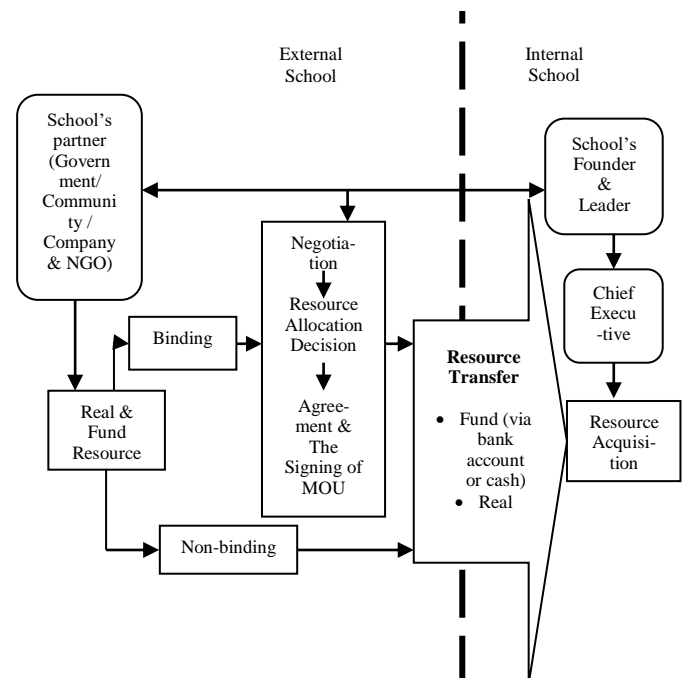 External
School
Internal
School
School's
partner
(Govern
ment/
Communi
ty /
Company
& NGO)
School's
Founder
&
Leader
Negotia-
tion
Resource
Allocation
Decision
Agree-
ment &
The
Signing of
MOU
Binding
Real &
Fund
Resource
Non-binding
Resource
Transfer
• Fund (via
bank
account
or cash)
• Real
Chief
Execu
-tive
Resource
Acquisi-
tion